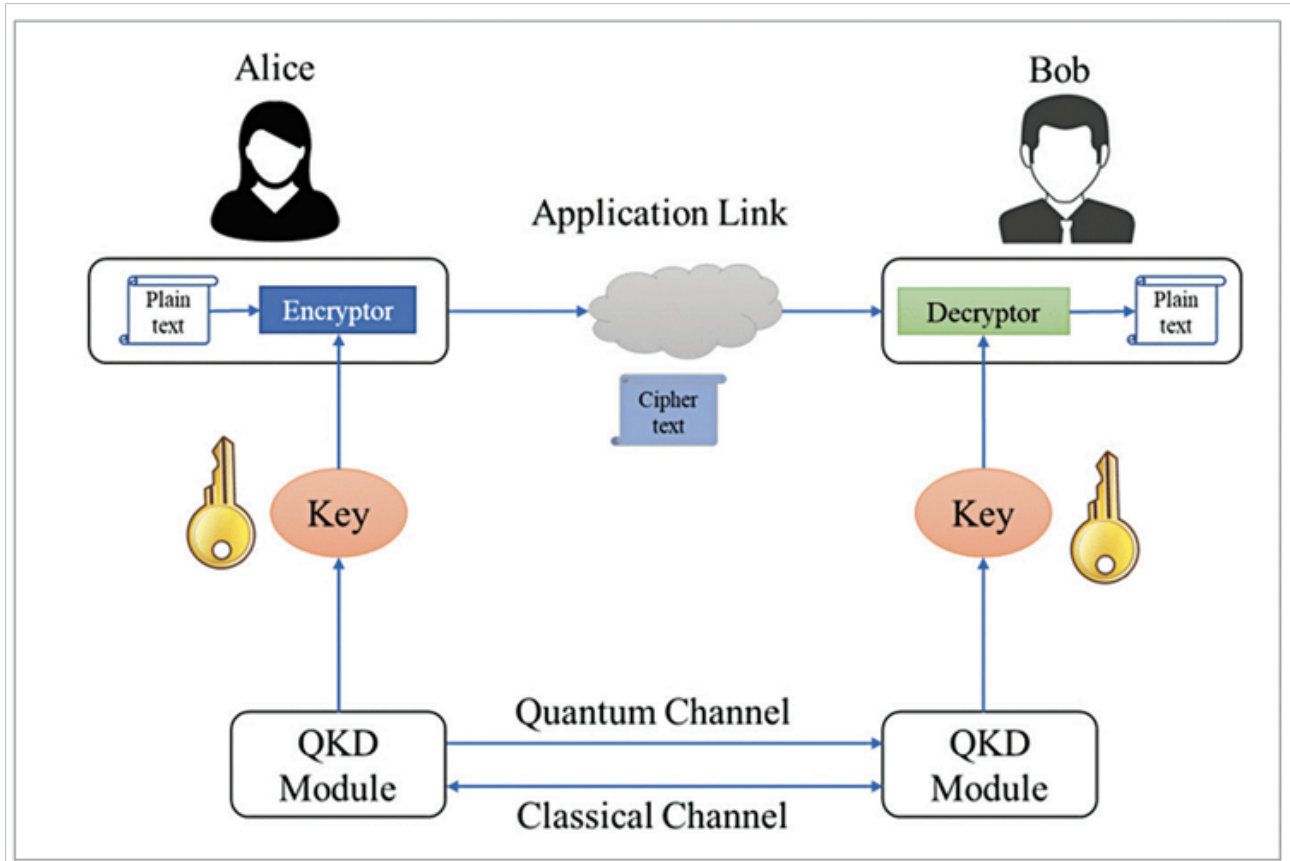 Alice
Bob
Application Link
Plain
text
Encryptor
Decryptor
Plain
text
Cipher
text
Key
Key
Quantum Channel
QKD
Module
QKD
Module
Classical Channel